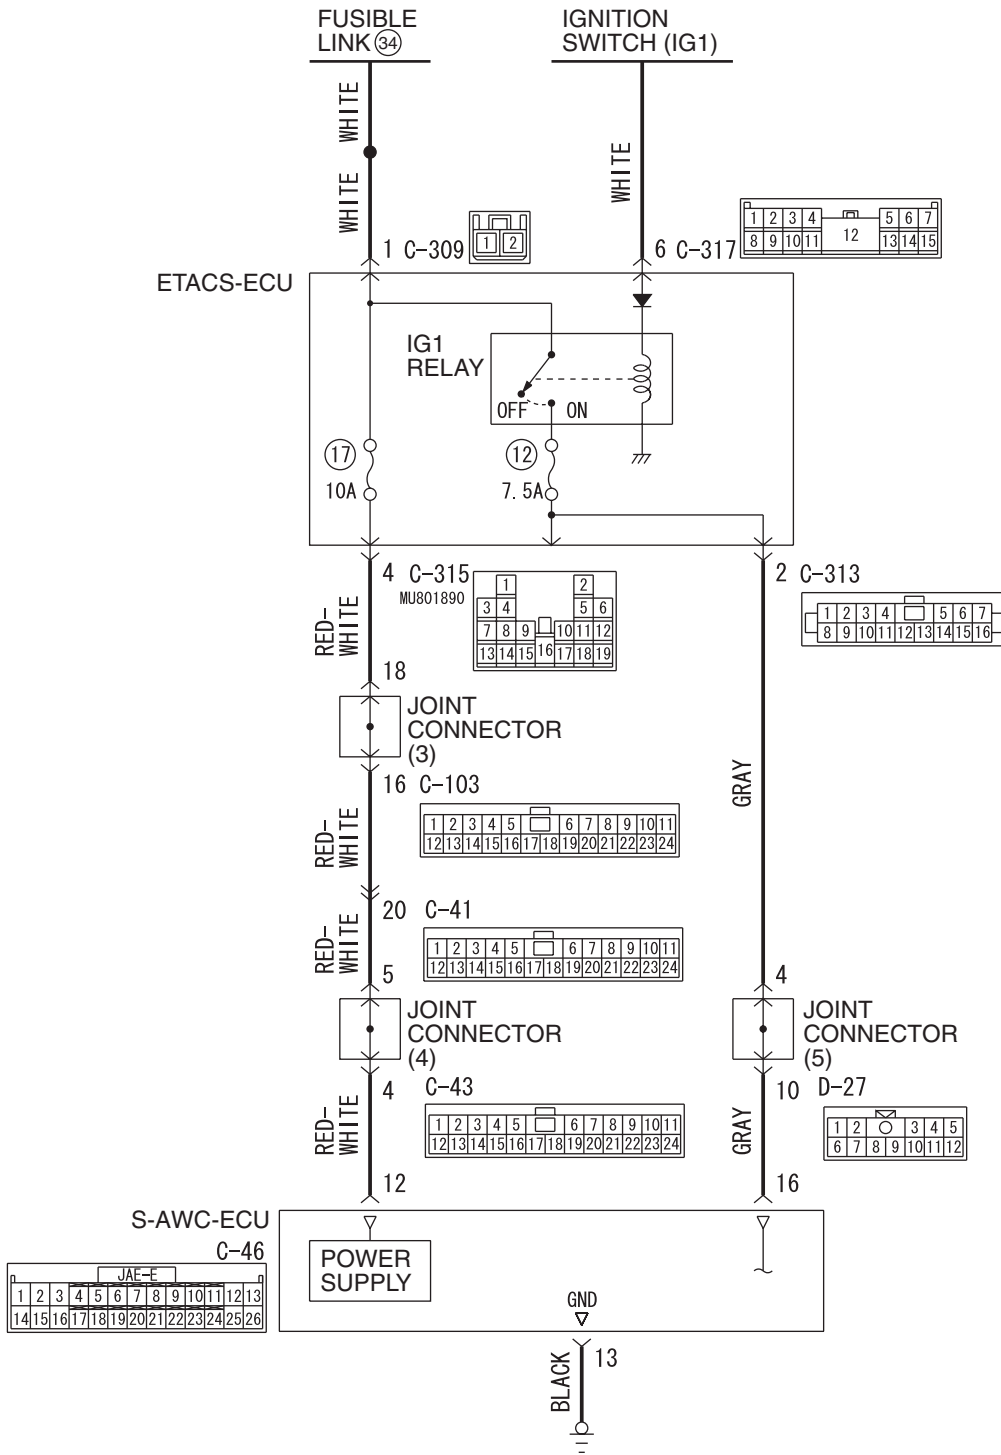 FUSIBLE
LINK 34
IGNITION
SWITCH (IG1)
WHITE
WHITE
WHITE
1 C-309
1 2
6 C-317
1 2 3 4 5 6 7
12
8 9 10 11 13 14 15
ETACS-ECU
IG1
RELAY
OFF ON
17
10A
12
7.5A
4 C-315
MU801890
1 2
3 4 5 6
7 8 9 10 11 12
13 14 15 16 17 18 19
2 C-313
1 2 3 4 5 6 7
8 9 10 11 12 13 14 15 16
RED-
WHITE
18
JOINT
CONNECTOR
(3)
16 C-103
1 2 3 4 5 6 7 8 9 10 11
12 13 14 15 16 17 18 19 20 21 22 23 24
GRAY
RED-
WHITE
20 C-41
1 2 3 4 5 6 7 8 9 10 11
12 13 14 15 16 17 18 19 20 21 22 23 24
RED-
WHITE
5
JOINT
CONNECTOR
(4)
4
JOINT
CONNECTOR
(5)
4 C-43
1 2 3 4 5 6 7 8 9 10 11
12 13 14 15 16 17 18 19 20 21 22 23 24
10 D-27
1 2 3 4 5
6 7 8 9 10 11 12
RED-
WHITE
GRAY
12
16
S-AWC-ECU
C-46
JAE-E
1 2 3 4 5 6 7 8 9 10 11 12 13
14 15 16 17 18 19 20 21 22 23 24 25 26
POWER
SUPPLY
GND
13
BLACK